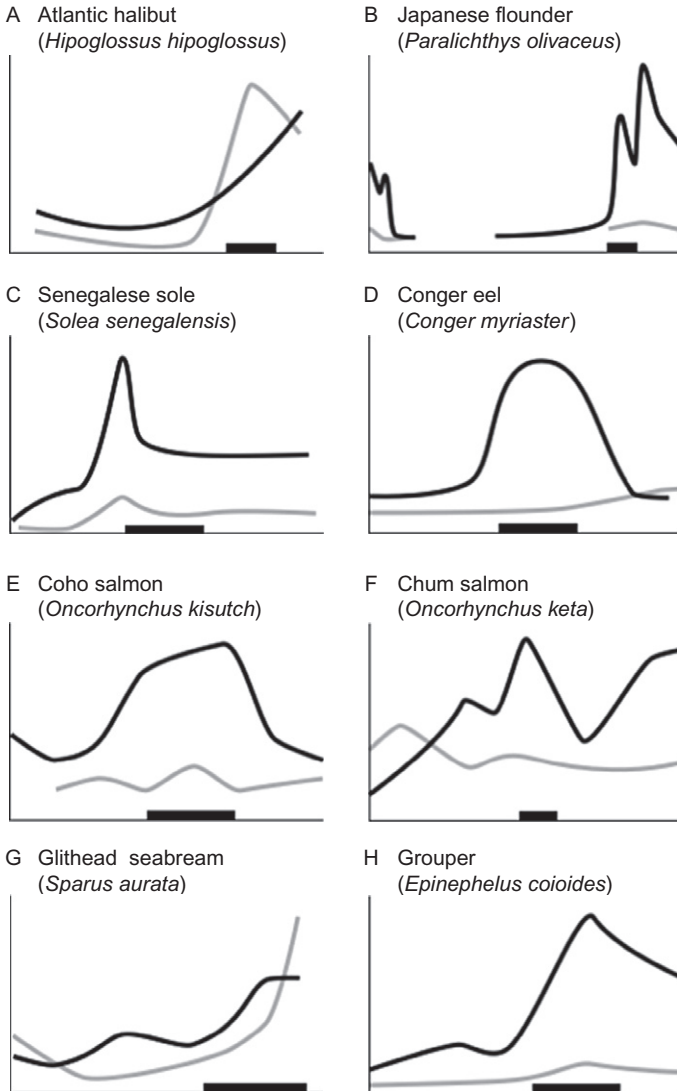 A Atlantic halibut
(Hipoglossus hipoglossus)
B Japanese flounder
(Paralichthys olivaceus)
C Senegalese sole
(Solea senegalensis)
D Conger eel
(Conger myriaster)
E Coho salmon
(Oncorhynchus kisutch)
F Chum salmon
(Oncorhynchus keta)
G Glithead seabream
(Sparus aurata)
H Grouper
(Epinephelus coioides)